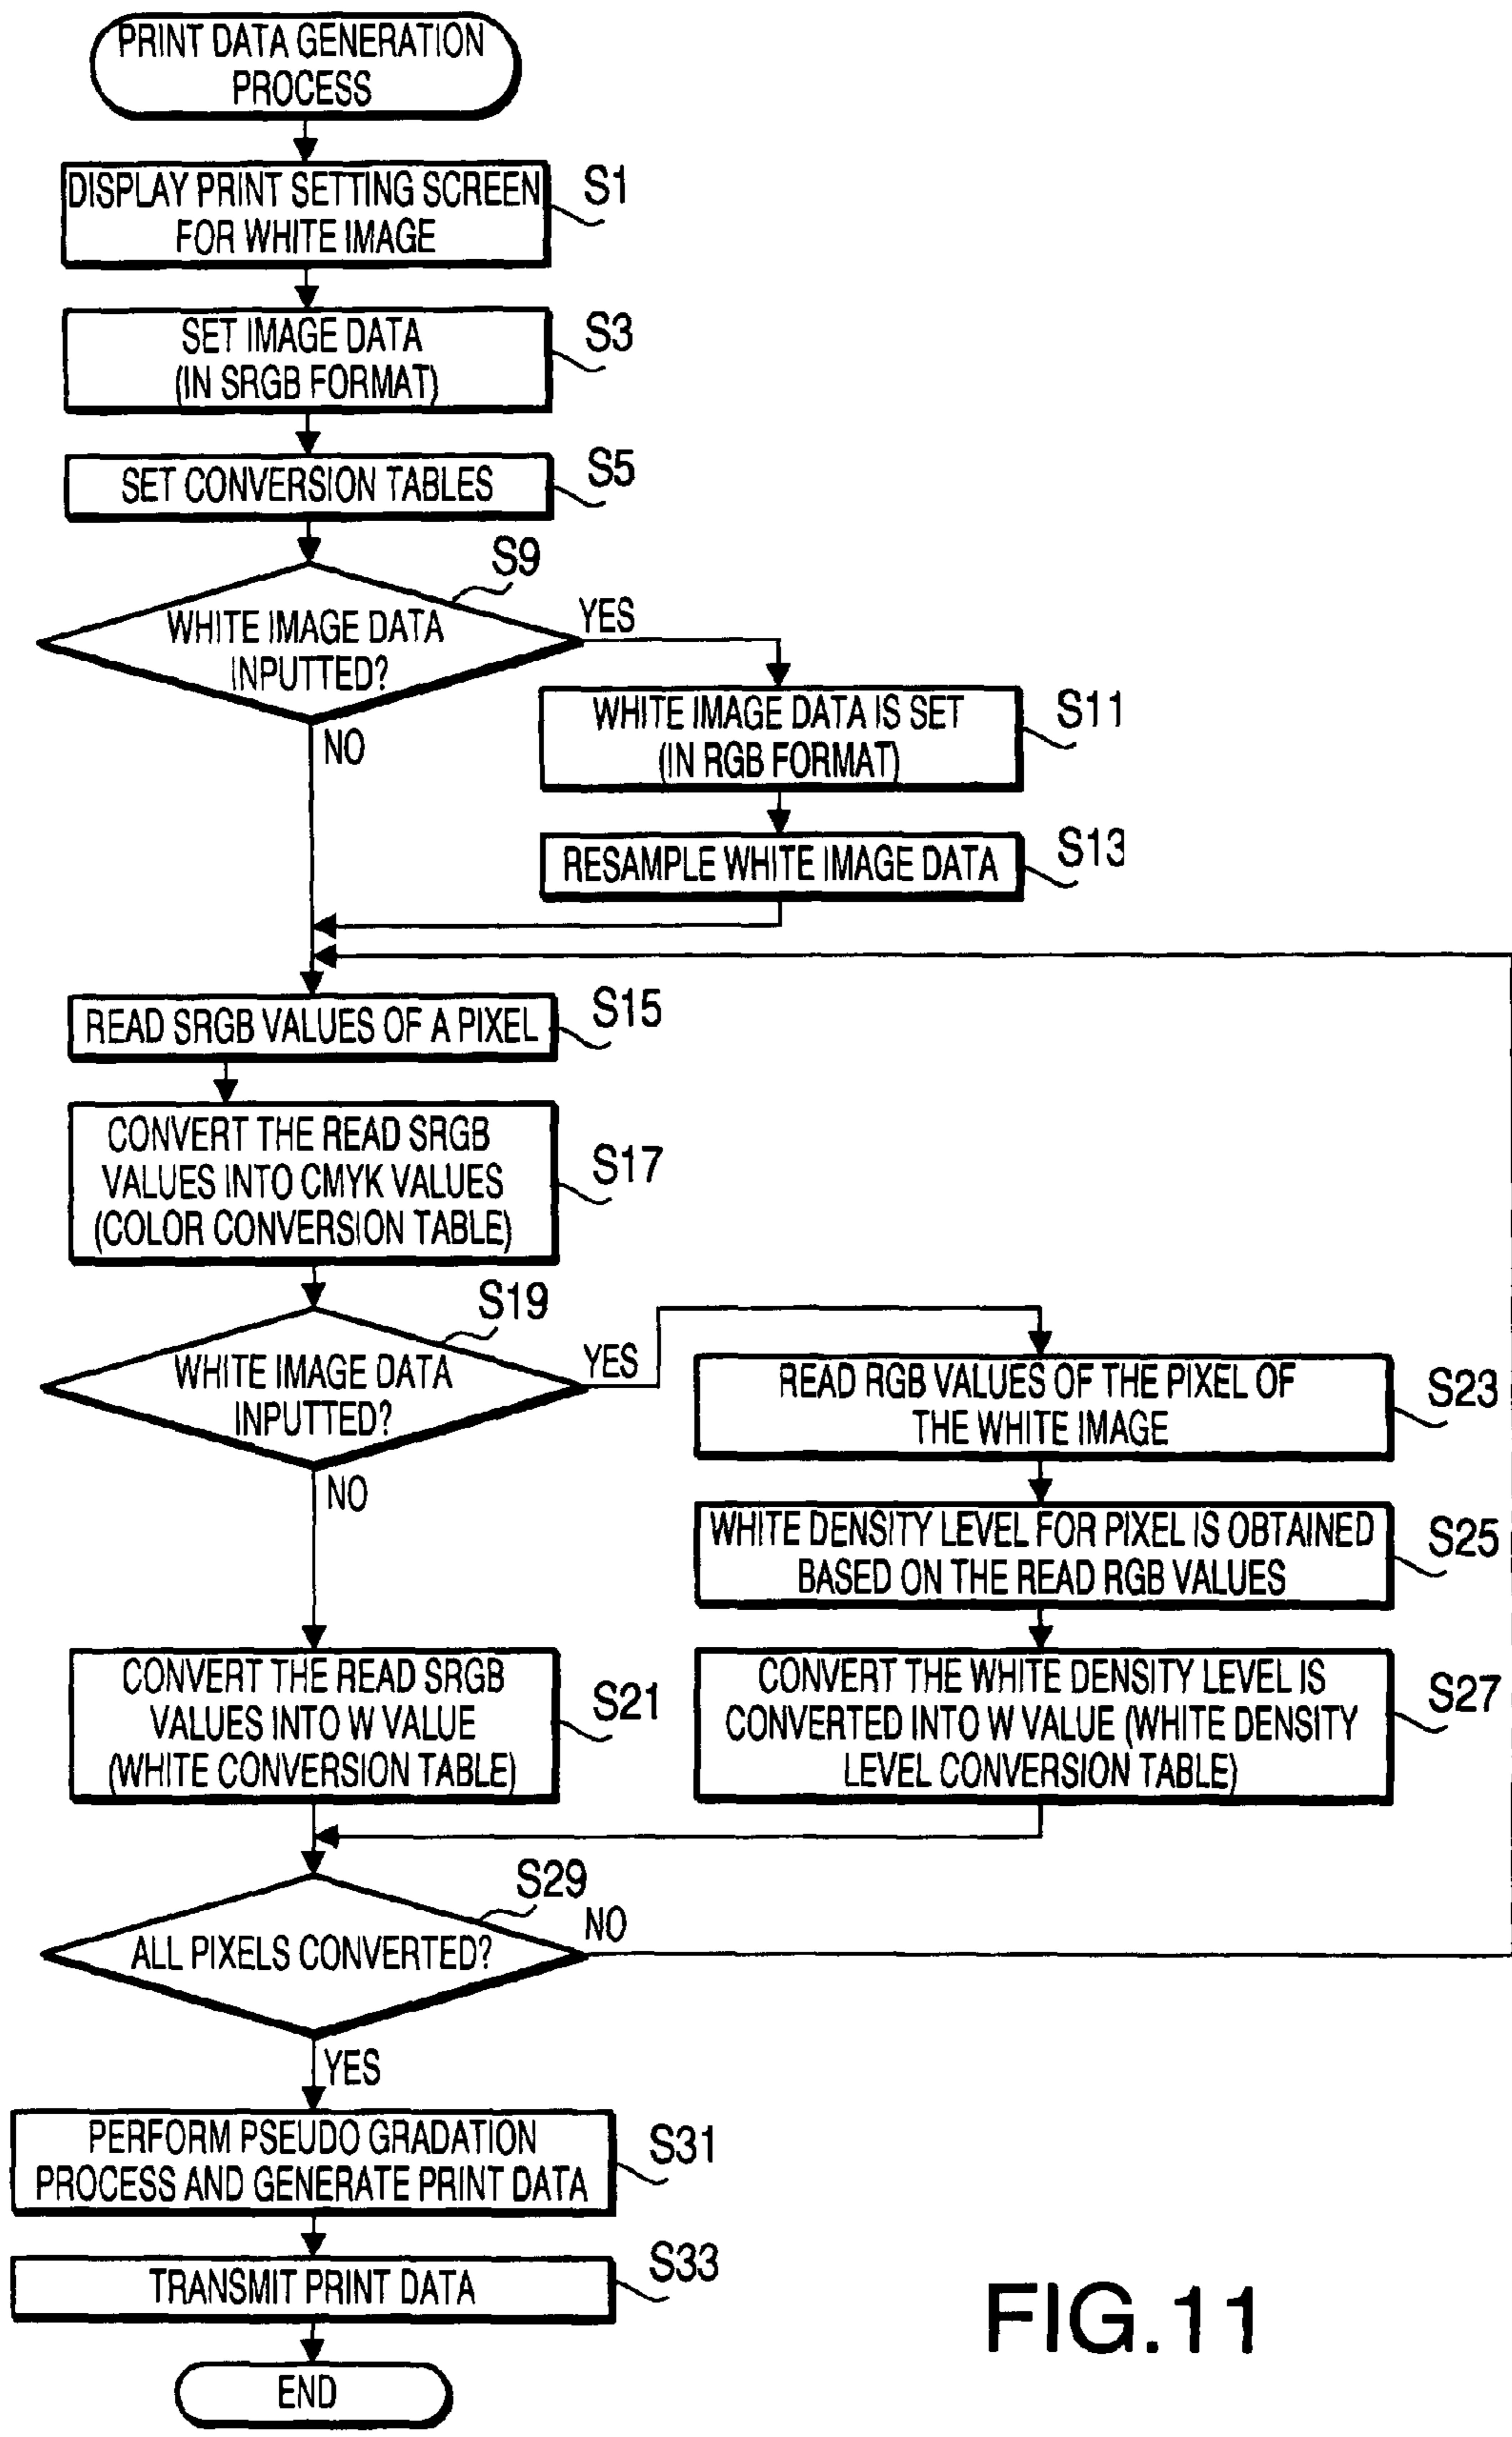 PRINT DATA GENERATION
PROCESS
DISPLAY PRINT SETTING SCREEN
FOR WHITE IMAGE
S1
SET IMAGE DATA
(IN SRGB FORMAT)
S3
SET CONVERSION TABLES
S5
S9
WHITE IMAGE DATA
INPUTTED?
YES
NO
WHITE IMAGE DATA IS SET
(IN RGB FORMAT)
S11
RESAMPLE WHITE IMAGE DATA
S13
READ SRGB VALUES OF A PIXEL
S15
CONVERT THE READ SRGB
VALUES INTO CMYK VALUES
(COLOR CONVERSION TABLE)
S17
S19
WHITE IMAGE DATA
INPUTTED?
YES
NO
READ RGB VALUES OF THE PIXEL OF
THE WHITE IMAGE
S23
WHITE DENSITY LEVEL FOR PIXEL IS OBTAINED
BASED ON THE READ RGB VALUES
S25
CONVERT THE READ SRGB
VALUES INTO W VALUE
(WHITE CONVERSION TABLE)
S21
CONVERT THE WHITE DENSITY LEVEL IS
CONVERTED INTO W VALUE (WHITE DENSITY
LEVEL CONVERSION TABLE)
S27
S29
ALL PIXELS CONVERTED?
NO
YES
PERFORM PSEUDO GRADATION
PROCESS AND GENERATE PRINT DATA
S31
TRANSMIT PRINT DATA
S33
END
FIG.11